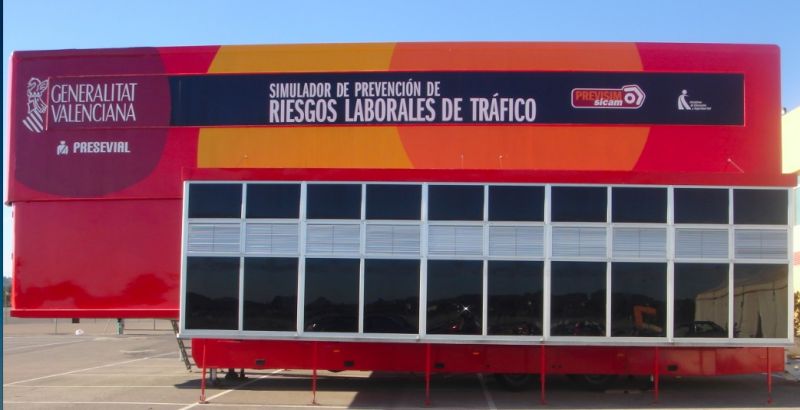 GENERALITAT
VALENCIANA
PRESEVIAL
SIMULADOR DE PREVENCIÓN DE
RIESGOS LABORALES DE TRÁFICO
PREVISIM
sicam